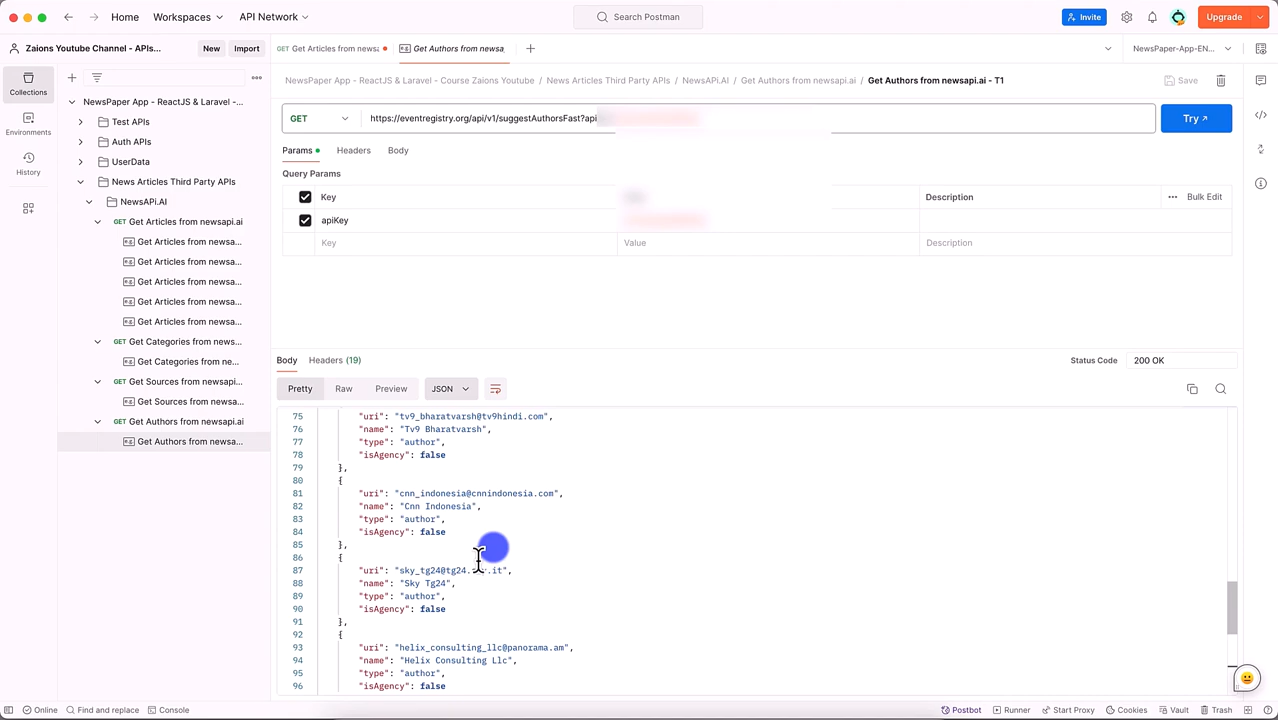 Home Workspaces API Network Search Postman Invite Upgrade
Zaions Youtube Channel - APIs... New Import GET Get Articles from newsa Get Authors from newsa NewsPaper-App-EN...
NewsPaper App - ReactJS & Laravel - Course Zaions Youtube / News Articles Third Party APIs / NewsAPi.AI / Get Authors from newsapi.ai / Get Authors from newsapi.ai - T1 Save
Collections
Environments
History
NewsPaper App - ReactJS & Laravel -...
Test APIs
Auth APIs
UserData
News Articles Third Party APIs
NewsAPi.AI
GET Get Articles from newsapi.ai
Get Articles from newsa...
Get Articles from newsa...
Get Articles from newsa...
Get Articles from newsa...
Get Articles from newsa...
GET Get Categories from news...
Get Categories from ne...
GET Get Sources from newsapi...
Get Sources from newsa...
GET Get Authors from newsapi.ai
Get Authors from newsa...
GET https://eventregistry.org/api/v1/suggestAuthorsFast?api Try
Params Headers Body
Query Params
Key Description Bulk Edit
apiKey
Key Value Description
Body Headers (19) Status Code 200 OK
Pretty Raw Preview JSON
75 "uri": "tv9_bharatvarsh@tv9hindi.com",
76 "name": "Tv9 Bharatvarsh",
77 "type": "author",
78 "isAgency": false
79 },
80 {
81 "uri": "cnn_indonesia@cnnindonesia.com",
82 "name": "Cnn Indonesia",
83 "type": "author",
84 "isAgency": false
85 },
86 {
87 "uri": "sky_tg24@tg24. .it",
88 "name": "Sky Tg24",
89 "type": "author",
90 "isAgency": false
91 },
92 {
93 "uri": "helix_consulting_llc@panorama.am",
94 "name": "Helix Consulting Llc",
95 "type": "author",
96 "isAgency": false
Online Find and replace Console Postbot Runner Start Proxy Cookies Vault Trash